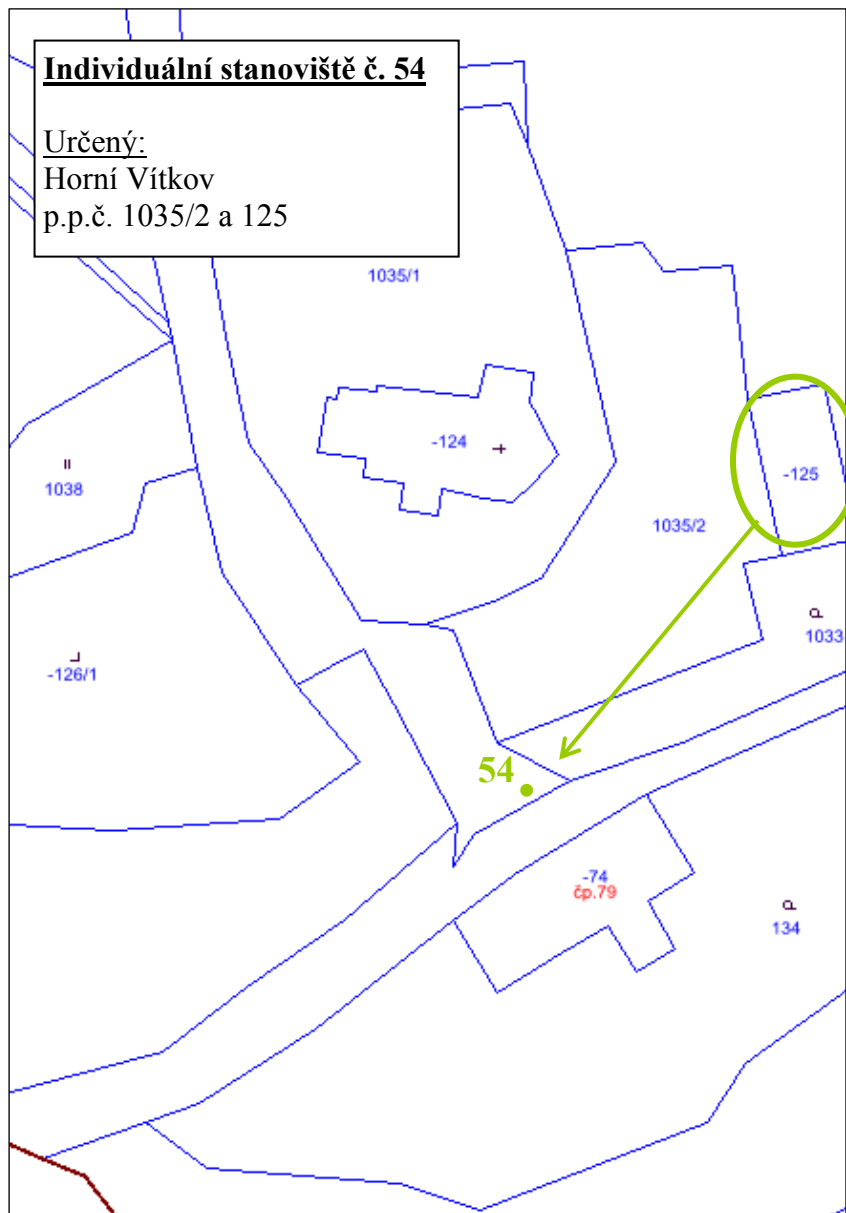 Individuální stanoviště č. 54
Určený:
Horní Vítkov
p.p.č. 1035/2 a 125
1035/1
-124
1038
-125
1035/2
1033
-126/1
54
-74
čp.79
134